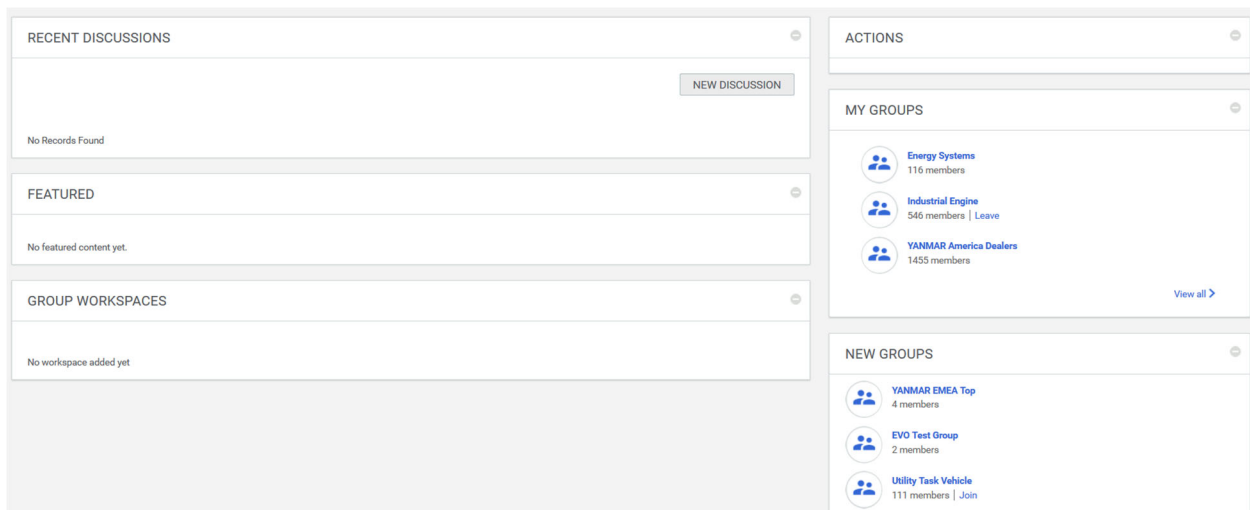 RECENT DISCUSSIONS
NEW DISCUSSION
No Records Found
FEATURED
No featured content yet.
GROUP WORKSPACES
No workspace added yet
ACTIONS
MY GROUPS
Energy Systems
116 members
Industrial Engine
546 members | Leave
YANMAR America Dealers
1455 members
View all
NEW GROUPS
YANMAR EMEA Top
4 members
EVO Test Group
2 members
Utility Task Vehicle
111 members | Join